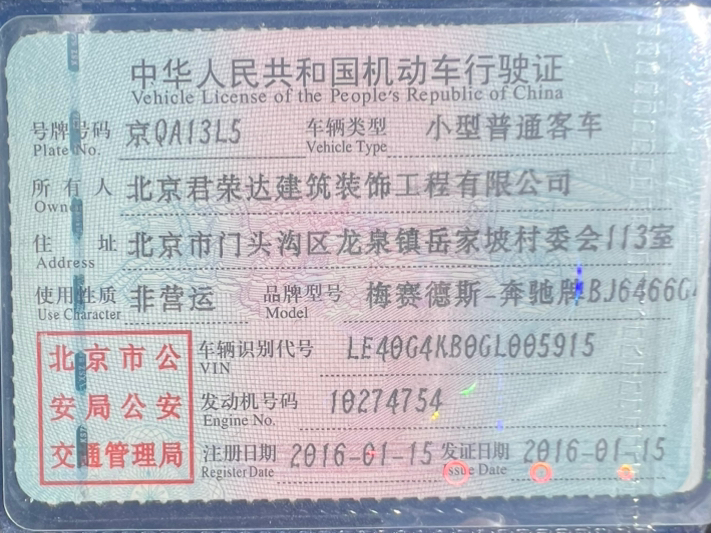 中华人民共和国机动车行驶证
Vehicle License of the People's Republic of China
号牌号码 京QA13L5 车辆类型 小型普通客车
Plate No. Vehicle Type
所有人 北京君荣达建筑装饰工程有限公司
Owner
住址 北京市门头沟区龙泉镇岳家坡村委会113室
Address
使用性质 非营运 品牌型号 梅赛德斯-奔驰牌BJ6466G
Use Character Model
北京市公
安局公安
交通管理局
车辆识别代号 LE40G4KB0GL005915
VIN
发动机号码 10274754
Engine No.
注册日期 2016-01-15 发证日期 2016-01-15
Register Date Issue Date